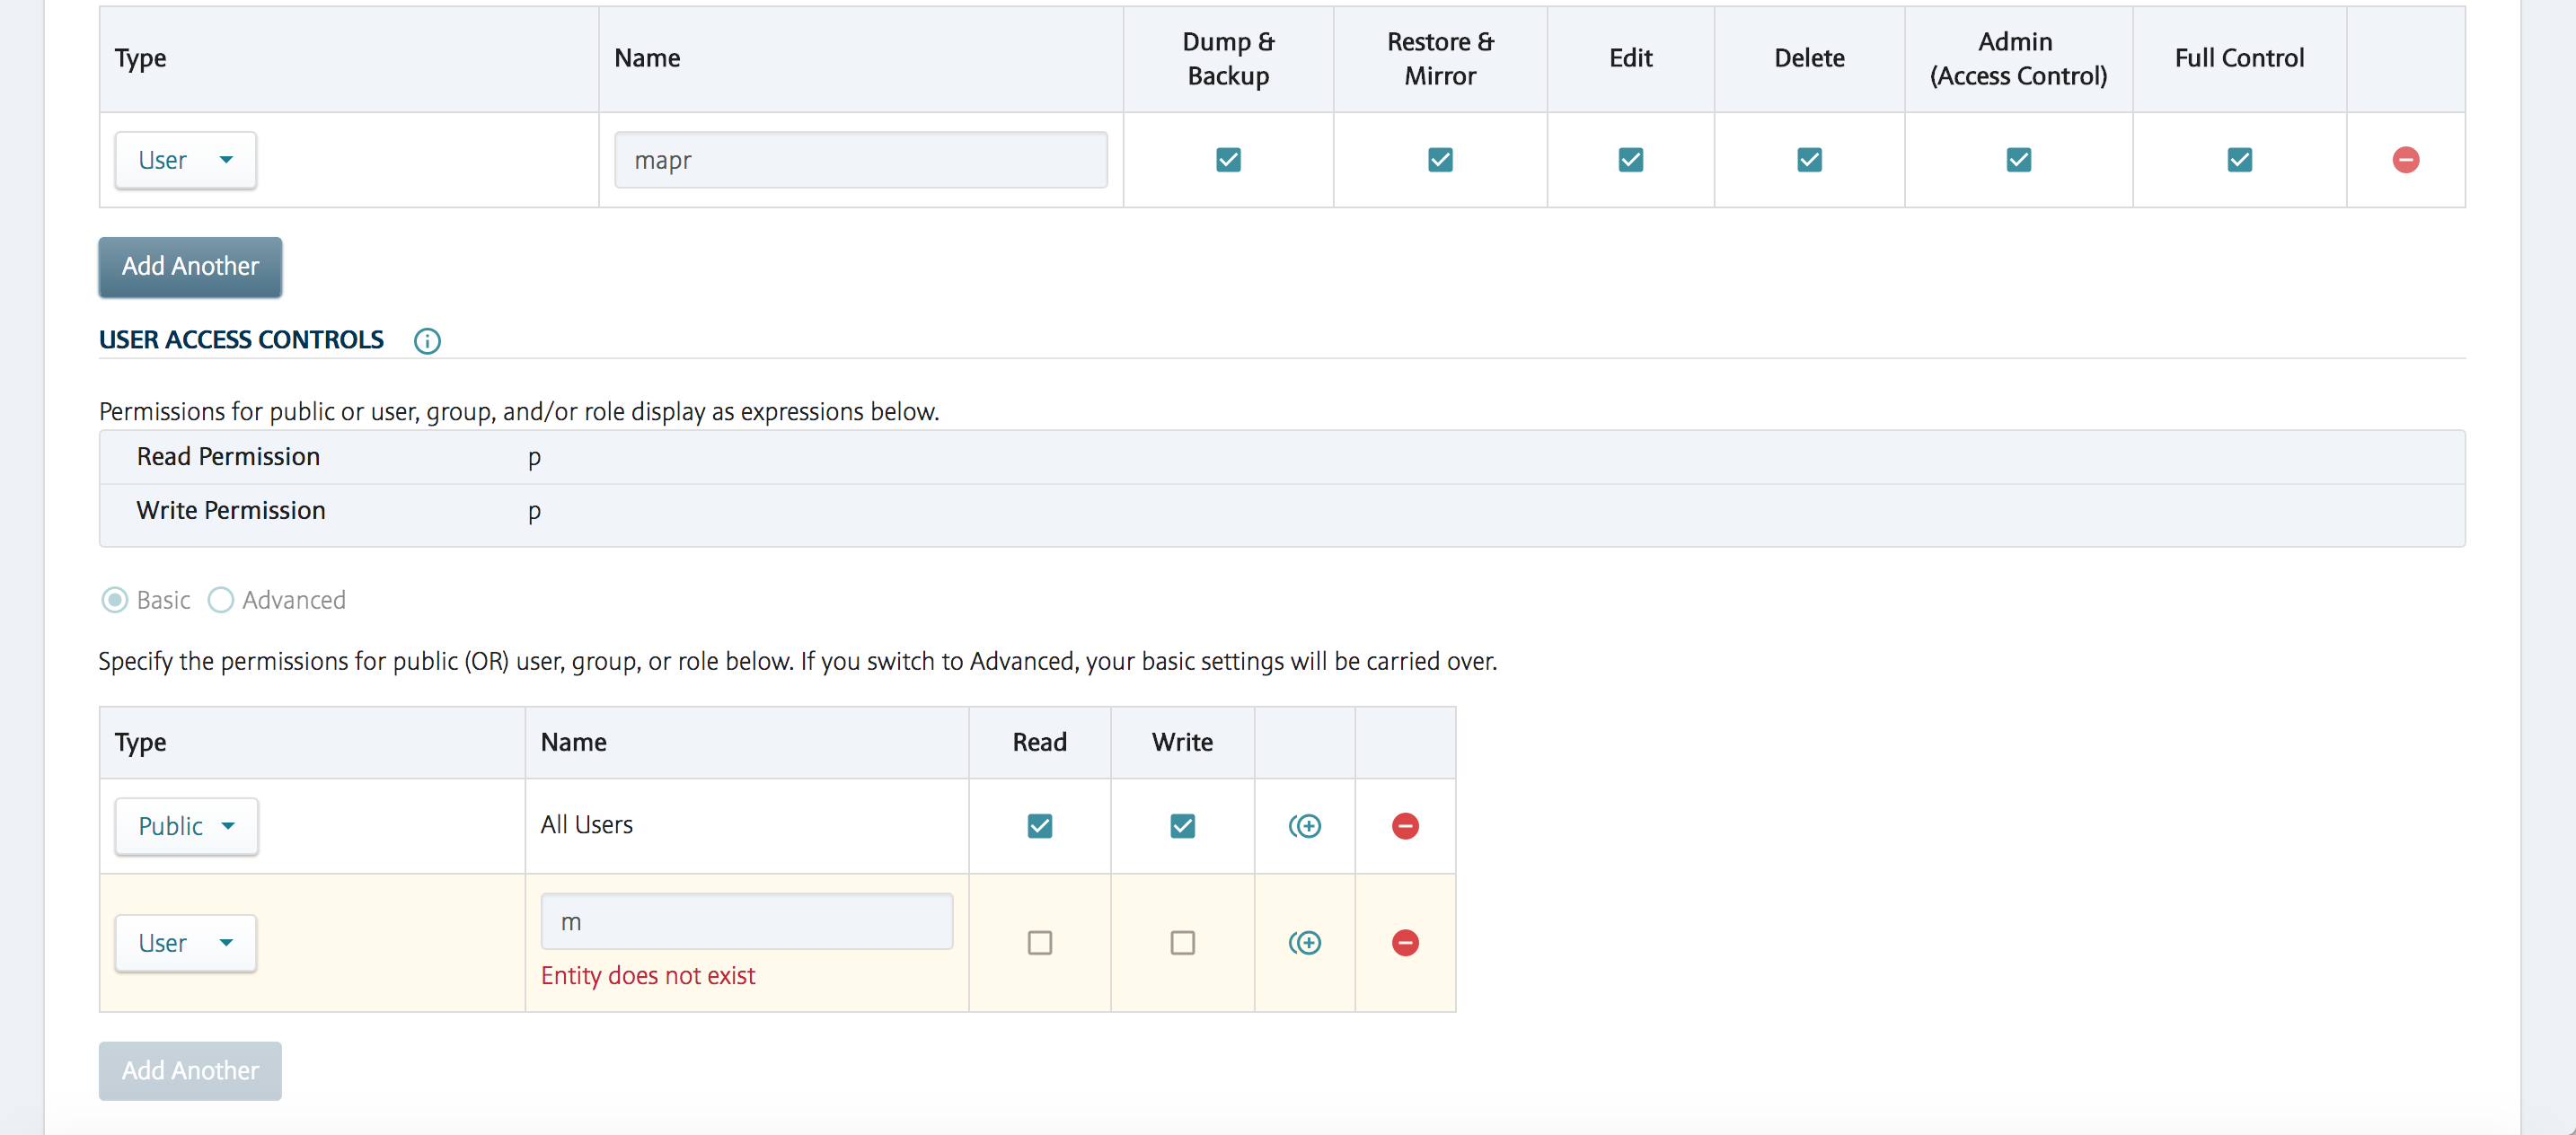 Type Name Dump & Backup Restore & Mirror Edit Delete Admin (Access Control) Full Control
User mapr
Add Another
USER ACCESS CONTROLS
Permissions for public or user, group, and/or role display as expressions below.
Read Permission p
Write Permission p
Basic Advanced
Specify the permissions for public (OR) user, group, or role below. If you switch to Advanced, your basic settings will be carried over.
Type Name Read Write
Public All Users
User m
Entity does not exist
Add Another